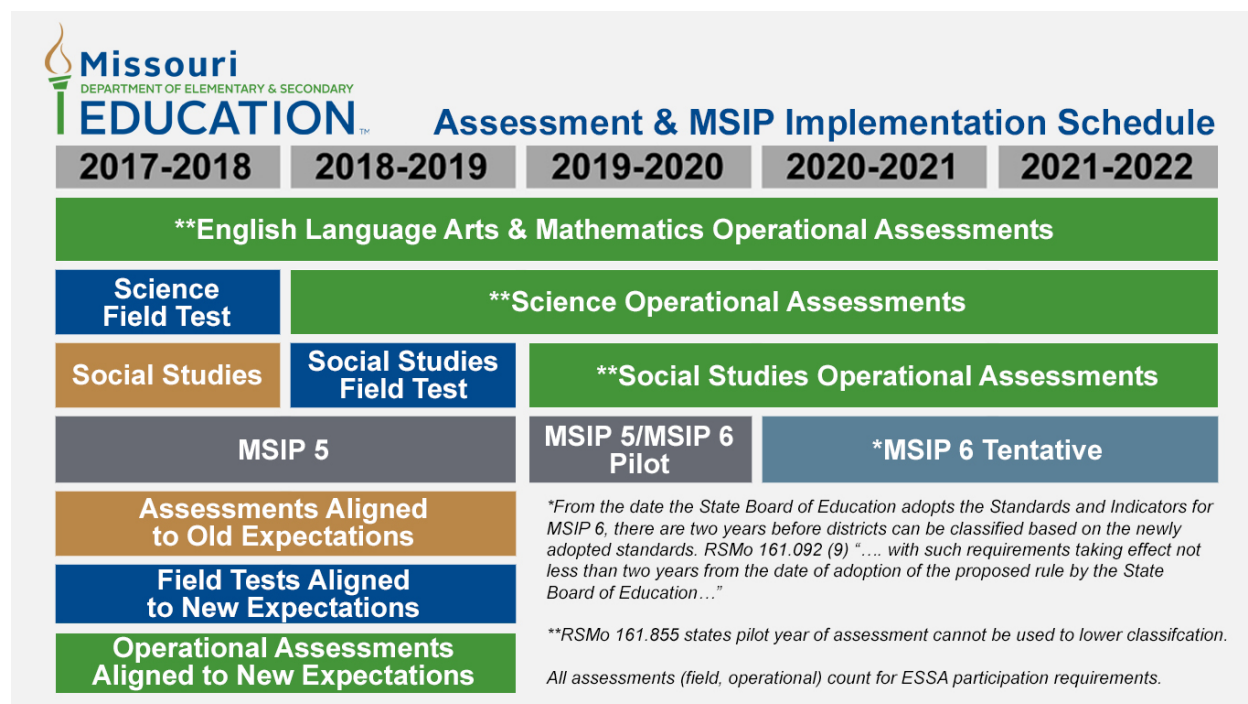 Missouri
DEPARTMENT OF ELEMENTARY & SECONDARY
EDUCATION™
Assessment & MSIP Implementation Schedule
2017-2018
2018-2019
2019-2020
2020-2021
2021-2022
**English Language Arts & Mathematics Operational Assessments
Science
Field Test
**Science Operational Assessments
Social Studies
Social Studies
Field Test
**Social Studies Operational Assessments
MSIP 5
MSIP 5/MSIP 6
Pilot
*MSIP 6 Tentative
Assessments Aligned
to Old Expectations
Field Tests Aligned
to New Expectations
Operational Assessments
Aligned to New Expectations
*From the date the State Board of Education adopts the Standards and Indicators for
MSIP 6, there are two years before districts can be classified based on the newly
adopted standards. RSMo 161.092 (9) “…. with such requirements taking effect not
less than two years from the date of adoption of the proposed rule by the State
Board of Education…”
**RSMo 161.855 states pilot year of assessment cannot be used to lower classifcation.
All assessments (field, operational) count for ESSA participation requirements.